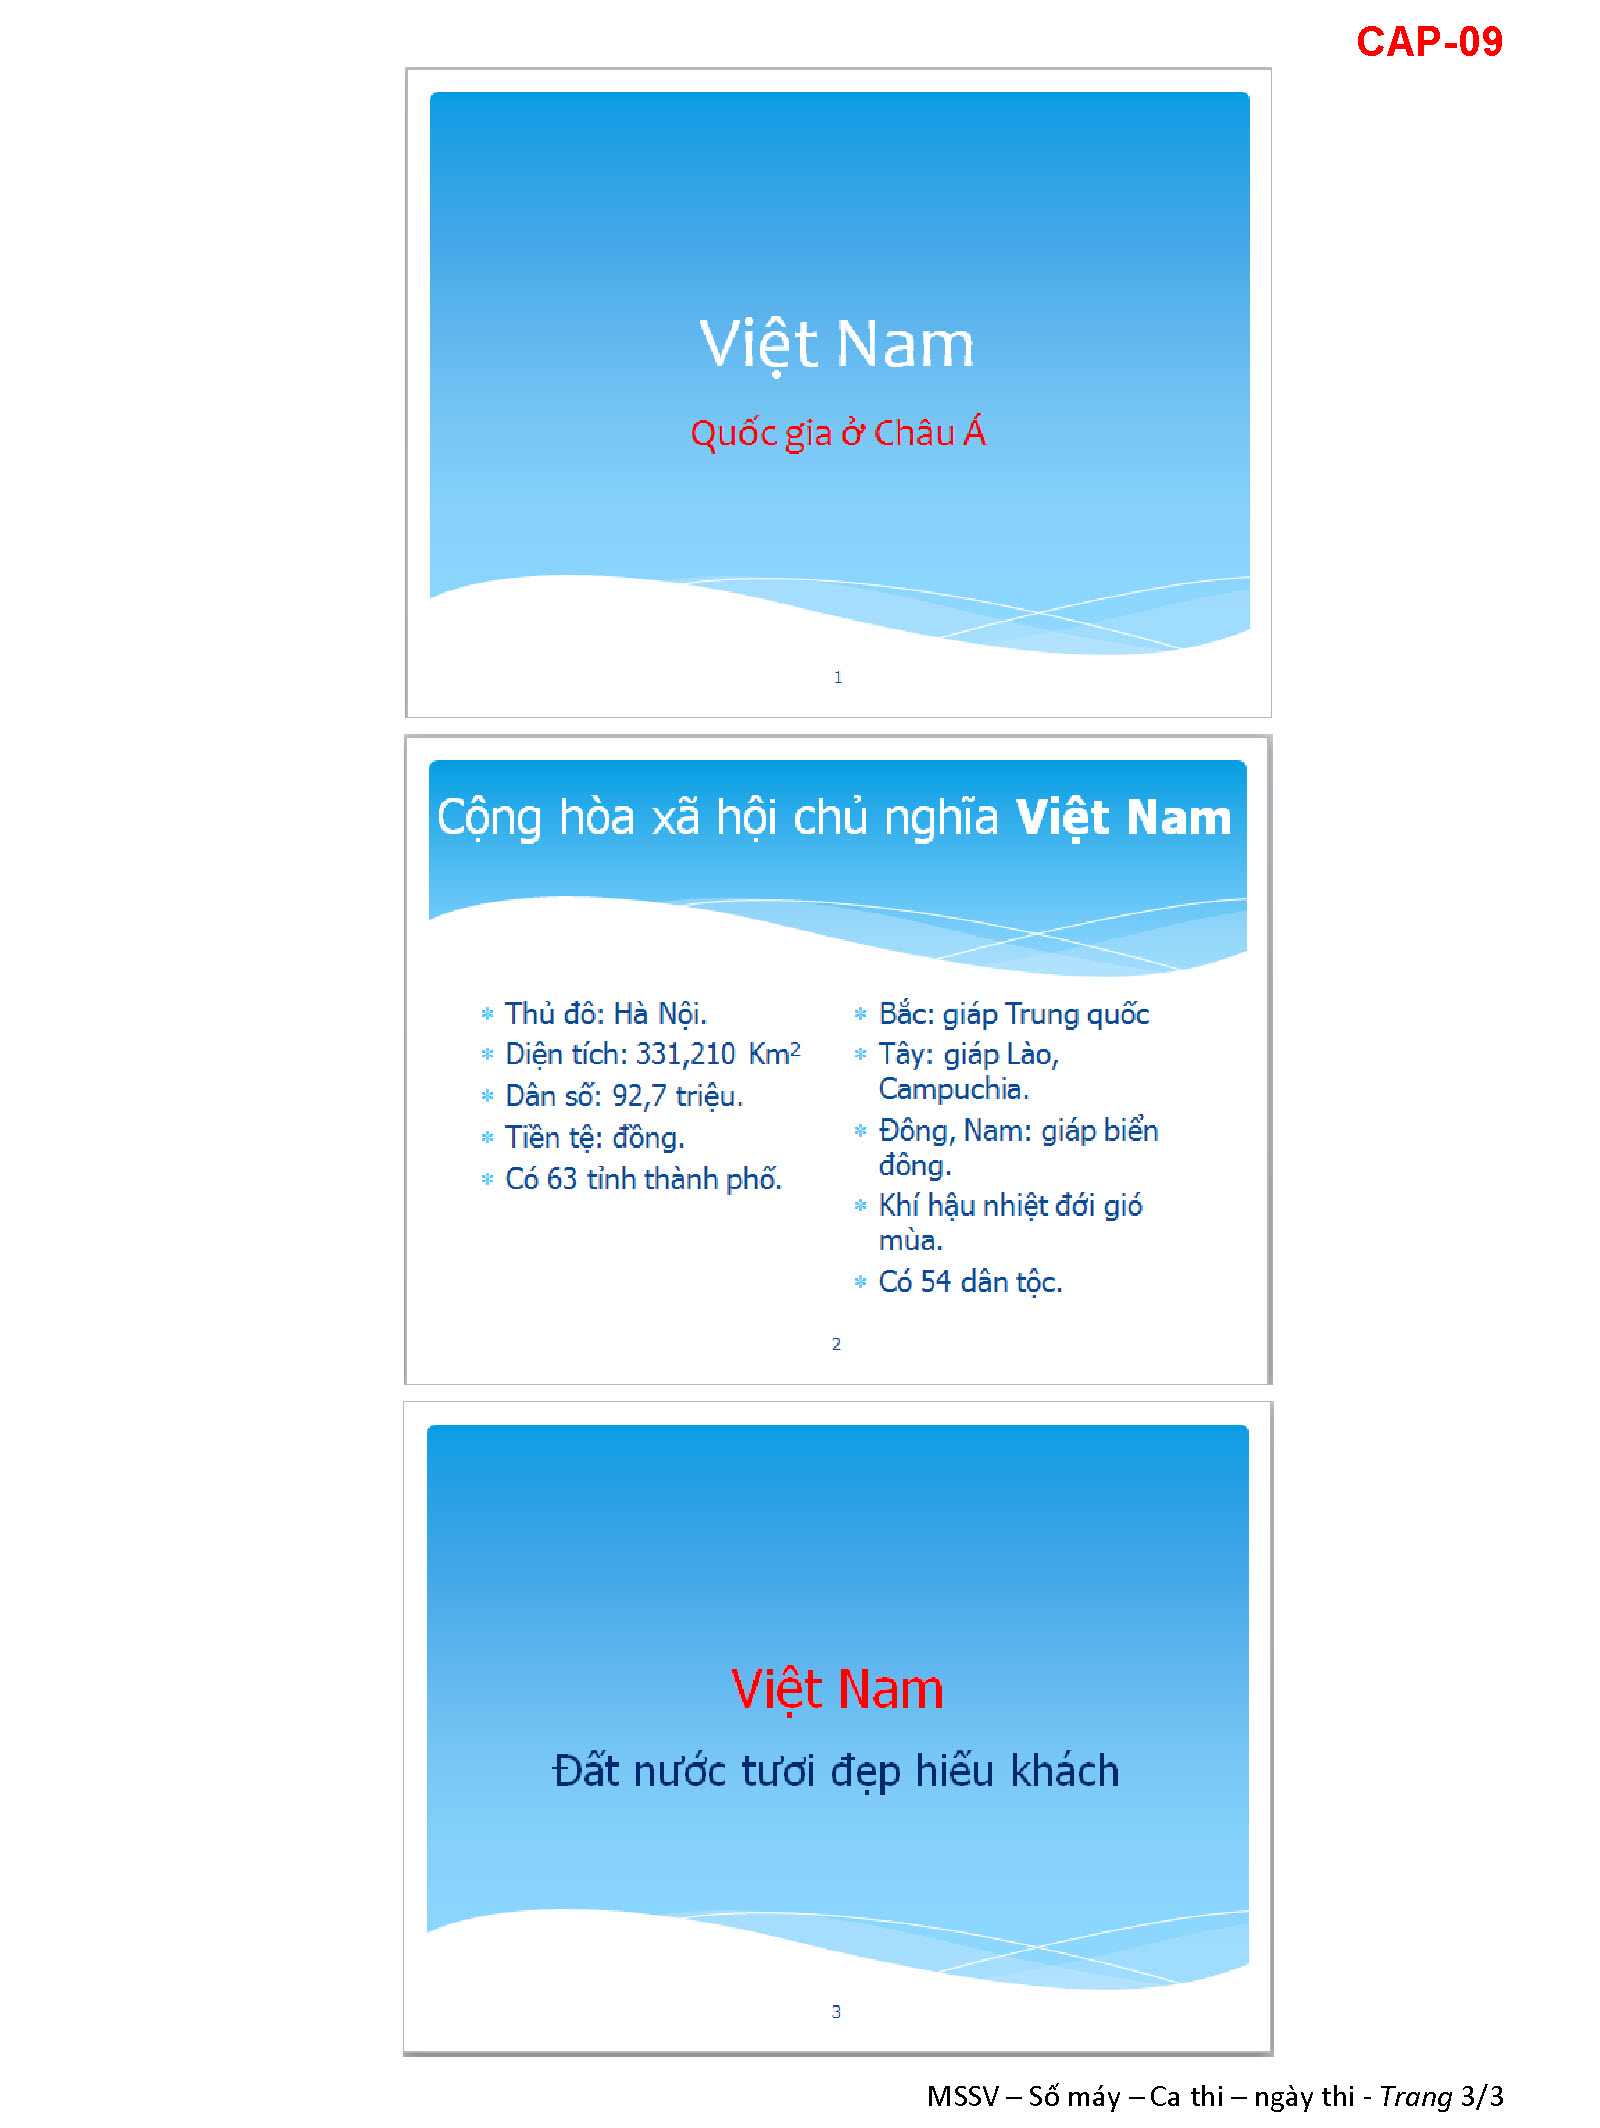 CAP-09
Việt Nam
Quốc gia ở Châu Á
1
Cộng hòa xã hội chủ nghĩa Việt Nam
* Thủ đô: Hà Nội.
* Diện tích: 331,210 Km²
* Dân số: 92,7 triệu.
* Tiền tệ: đồng.
* Có 63 tỉnh thành phố.
* Bắc: giáp Trung quốc
* Tây: giáp Lào,
Campuchia.
* Đông, Nam: giáp biển
đông.
* Khí hậu nhiệt đới gió
mùa.
* Có 54 dân tộc.
2
Việt Nam
Đất nước tươi đẹp hiếu khách
3
MSSV – Số máy – Ca thi – ngày thi - Trang 3/3